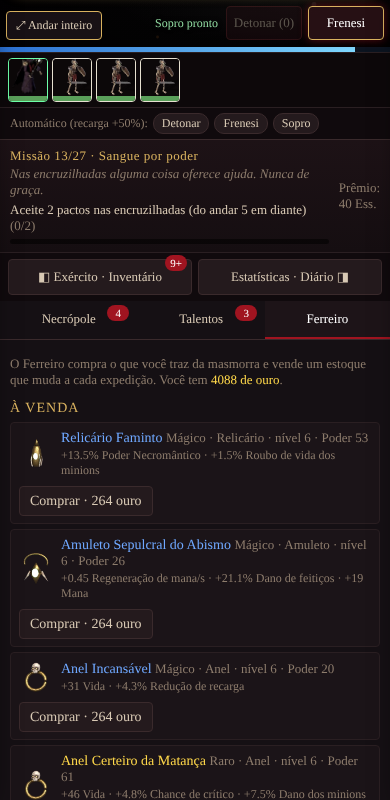 ⤢ Andar inteiro
Sopro pronto
Detonar (0)
Frenesi
Automático (recarga +50%):
Detonar
Frenesi
Sopro
Missão 13/27 · Sangue por poder
Nas encruzilhadas alguma coisa oferece ajuda. Nunca de
graça.
Aceite 2 pactos nas encruzilhadas (do andar 5 em diante)
(0/2)
Prêmio:
40 Ess.
◧ Exército · Inventário
9+
Estatísticas · Diário ◨
Necrópole
4
Talentos
3
Ferreiro
O Ferreiro compra o que você traz da masmorra e vende um estoque
que muda a cada expedição. Você tem 4088 de ouro.
À VENDA
Relicário Faminto Mágico · Relicário · nível 6 · Poder 53
+13.5% Poder Necromântico · +1.5% Roubo de vida dos
minions
Comprar · 264 ouro
Amuleto Sepulcral do Abismo Mágico · Amuleto · nível
6 · Poder 26
+0.45 Regeneração de mana/s · +21.1% Dano de feitiços · +19
Mana
Comprar · 264 ouro
Anel Incansável Mágico · Anel · nível 6 · Poder 20
+31 Vida · +4.3% Redução de recarga
Comprar · 264 ouro
Anel Certeiro da Matança Raro · Anel · nível 6 · Poder
61
+46 Vida · +4.8% Chance de crítico · +7.5% Dano dos minions